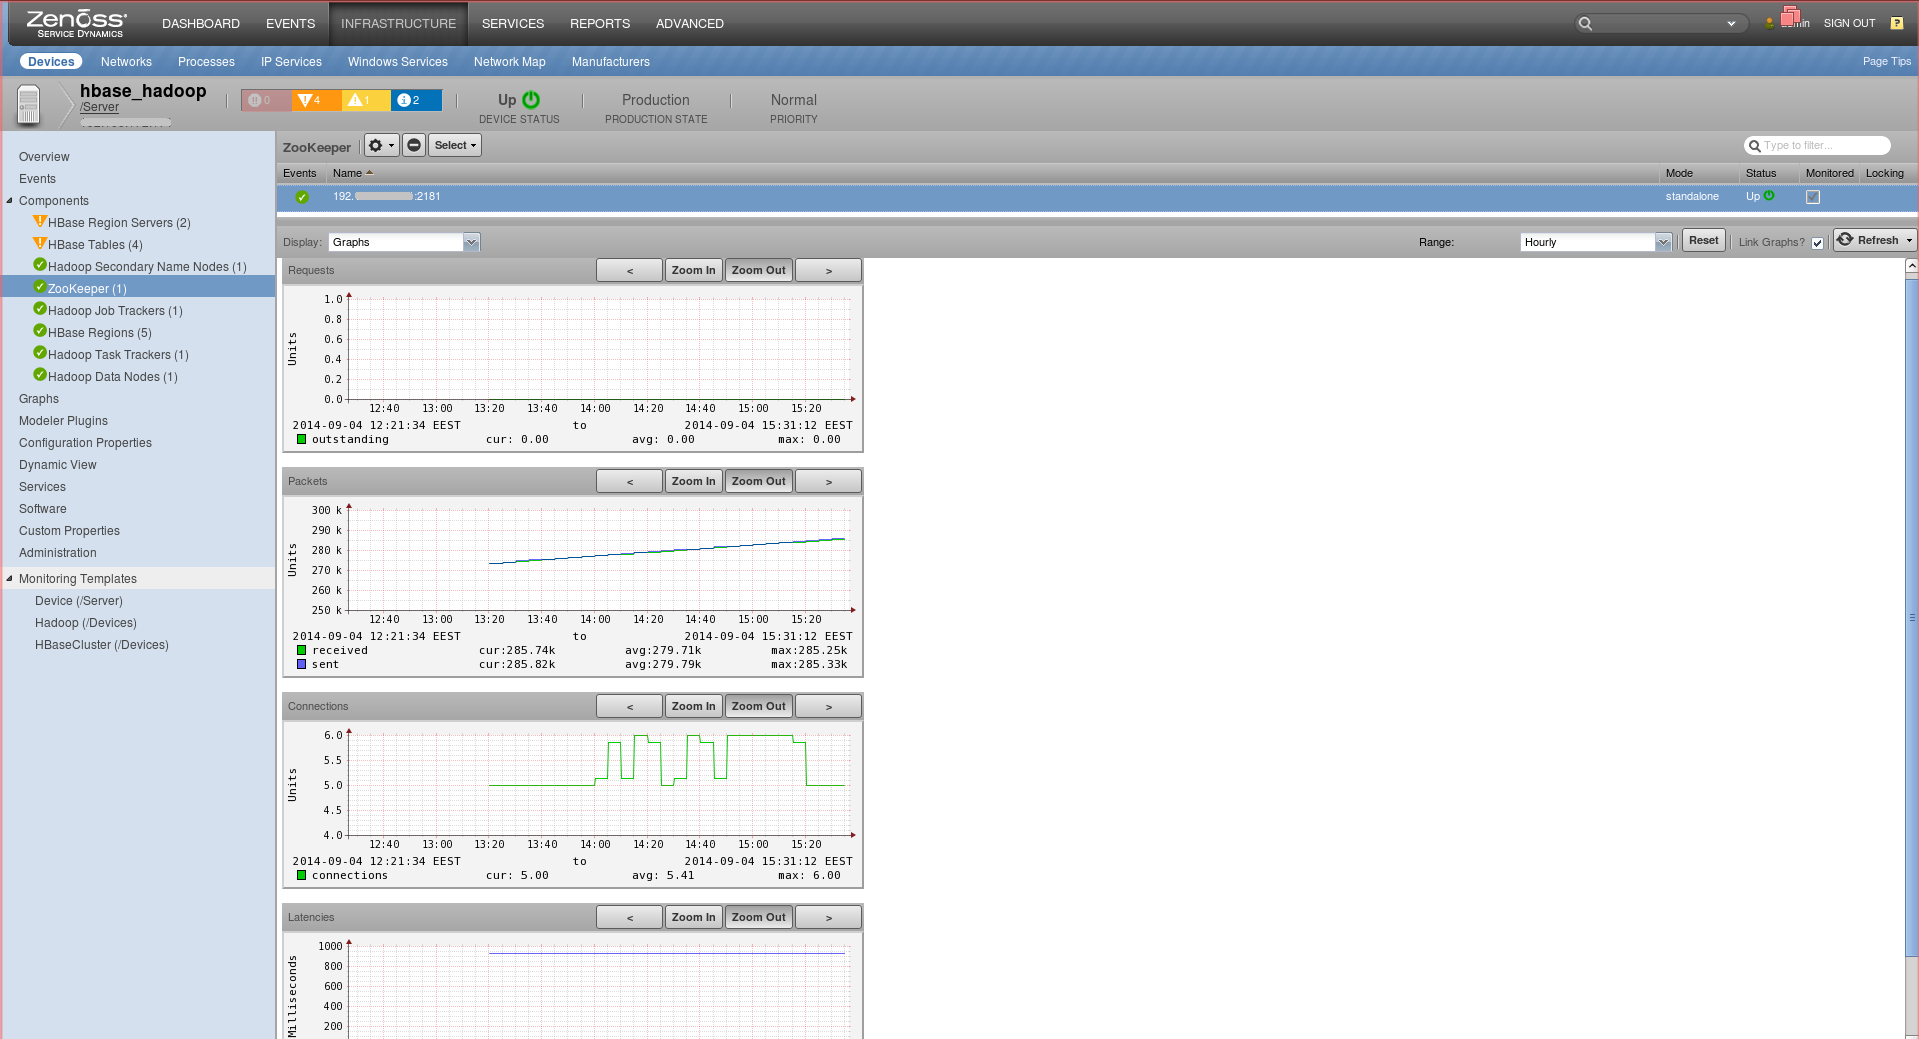 Zenoss DASHBOARD EVENTS INFRASTRUCTURE SERVICES REPORTS ADVANCED SIGN OUT ?
SERVICE DYNAMICS
Devices Networks Processes IP Services Windows Services Network Map Manufacturers Page Tips
hbase_hadoop
/Server
0 4 1 2
Up Production Normal
DEVICE STATUS PRODUCTION STATE PRIORITY
Overview
Events
Components
HBase Region Servers (2)
HBase Tables (4)
Hadoop Secondary Name Nodes (1)
ZooKeeper (1)
Hadoop Job Trackers (1)
HBase Regions (5)
Hadoop Task Trackers (1)
Hadoop Data Nodes (1)
Graphs
Modeler Plugins
Configuration Properties
Dynamic View
Services
Software
Custom Properties
Administration
Monitoring Templates
Device (/Server)
Hadoop (/Devices)
HBaseCluster (/Devices)
ZooKeeper Select Type to filter...
Events Name Mode Status Monitored Locking
192. :2181 standalone Up
Display: Graphs Range: Hourly Reset Link Graphs? Refresh
Requests < Zoom In Zoom Out >
Units
1.0
0.8
0.6
0.4
0.2
0.0
12:40 13:00 13:20 13:40 14:00 14:20 14:40 15:00 15:20
2014-09-04 12:21:34 EEST to 2014-09-04 15:31:12 EEST
outstanding cur: 0.00 avg: 0.00 max: 0.00
Packets < Zoom In Zoom Out >
Units
300 k
290 k
280 k
270 k
260 k
250 k
12:40 13:00 13:20 13:40 14:00 14:20 14:40 15:00 15:20
2014-09-04 12:21:34 EEST to 2014-09-04 15:31:12 EEST
received cur:285.74k avg:279.71k max:285.25k
sent cur:285.82k avg:279.79k max:285.33k
Connections < Zoom In Zoom Out >
Units
6.0
5.5
5.0
4.5
4.0
12:40 13:00 13:20 13:40 14:00 14:20 14:40 15:00 15:20
2014-09-04 12:21:34 EEST to 2014-09-04 15:31:12 EEST
connections cur: 5.00 avg: 5.41 max: 6.00
Latencies < Zoom In Zoom Out >
Milliseconds
1000
800
600
400
200